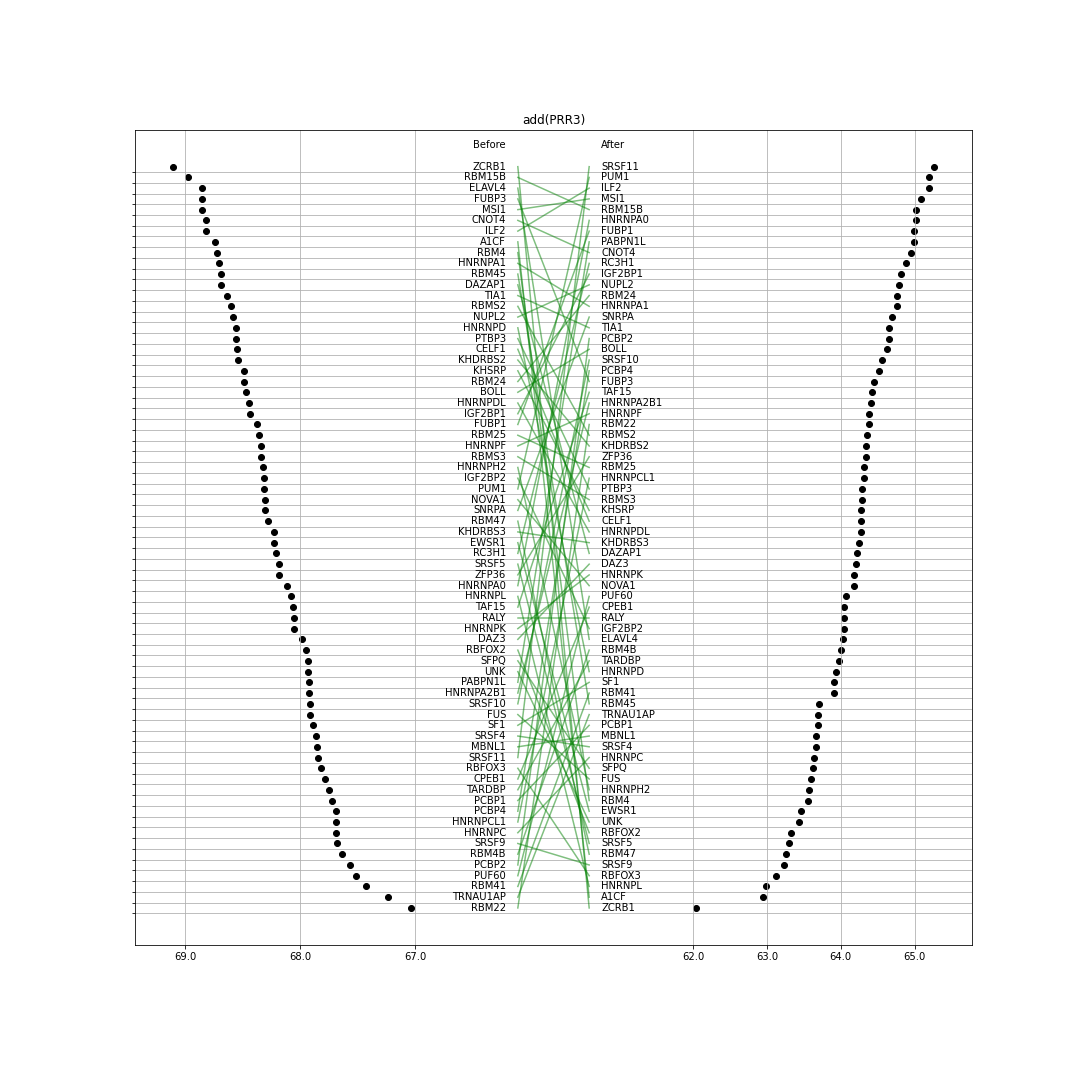 add(PRR3)
Before After
ZCRB1 SRSF11
RBM15B PUM1
ELAVL4 ILF2
FUBP3 MSI1
MSI1 RBM15B
CNOT4 HNRNPA0
ILF2 FUBP1
A1CF PABPN1L
RBM4 CNOT4
HNRNPA1 RC3H1
RBM45 IGF2BP1
DAZAP1 NUPL2
TIA1 RBM24
RBMS2 HNRNPA1
NUPL2 SNRPA
HNRNPD TIA1
PTBP3 PCBP2
CELF1 BOLL
KHDRBS2 SRSF10
KHSRP PCBP4
RBM24 FUBP3
BOLL TAF15
HNRNPDL HNRNPA2B1
IGF2BP1 HNRNPF
FUBP1 RBM22
RBM25 RBMS2
HNRNPF KHDRBS2
RBMS3 ZFP36
HNRNPH2 RBM25
IGF2BP2 HNRNPCL1
PUM1 PTBP3
NOVA1 RBMS3
SNRPA KHSRP
RBM47 CELF1
KHDRBS3 HNRNPDL
EWSR1 KHDRBS3
RC3H1 DAZAP1
SRSF5 DAZ3
ZFP36 HNRNPK
HNRNPA0 NOVA1
HNRNPL PUF60
TAF15 CPEB1
RALY RALY
HNRNPK IGF2BP2
DAZ3 ELAVL4
RBFOX2 RBM4B
SFPQ TARDBP
UNK HNRNPD
PABPN1L SF1
HNRNPA2B1 RBM41
SRSF10 RBM45
FUS TRNAU1AP
SF1 PCBP1
SRSF4 MBNL1
MBNL1 SRSF4
SRSF11 HNRNPC
RBFOX3 SFPQ
CPEB1 FUS
TARDBP HNRNPH2
PCBP1 RBM4
PCBP4 EWSR1
HNRNPCL1 UNK
HNRNPC RBFOX2
SRSF9 SRSF5
RBM4B RBM47
PCBP2 SRSF9
PUF60 RBFOX3
RBM41 HNRNPL
TRNAU1AP A1CF
RBM22 ZCRB1
69.0 68.0 67.0 62.0 63.0 64.0 65.0